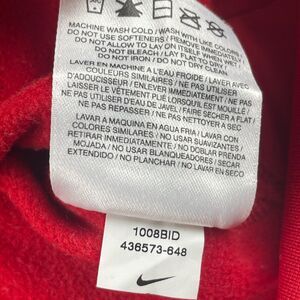 MACHINE WASH COLD / WASH WITH LIKE COLORS
DO NOT USE SOFTENERS / REMOVE IMMEDIATELY
DO NOT ALLOW TO LAY ON ITSELF WHEN WET
DO NOT BLEACH / LAY FLAT TO DRY
DO NOT IRON / DO NOT DRY CLEAN
LAVER EN MACHINE A L'EAU FROIDE / LAVER AVEC
COULEURS SIMILAIRES / NE PAS UTILISER
D'ADOUCISSEUR / ENLEVER IMMEDIATEMENT / NE PAS
LAISSER LE VÊTEMENT PLIÉ LORSQU'IL EST MOUILLÉ /
NE PAS UTILISER / FAIRE SÉCHER À PLAT /
NE PAS REPASSER / NE PAS NETTOYER A SEC
LAVAR A MAQUINA EN AGUA FRIA / LAVAR CON
COLORES SIMILARES / NO USAR SUAVIZANTES /
RETIRAR INMEDIATAMENTE / NO DOBLAR PRENDA
MOJADA / NO USAR BLANQUEADORES / SECAR
EXTENDIDO / NO PLANCHAR / NO LAVAR EN SECO
1008BID
436573-648